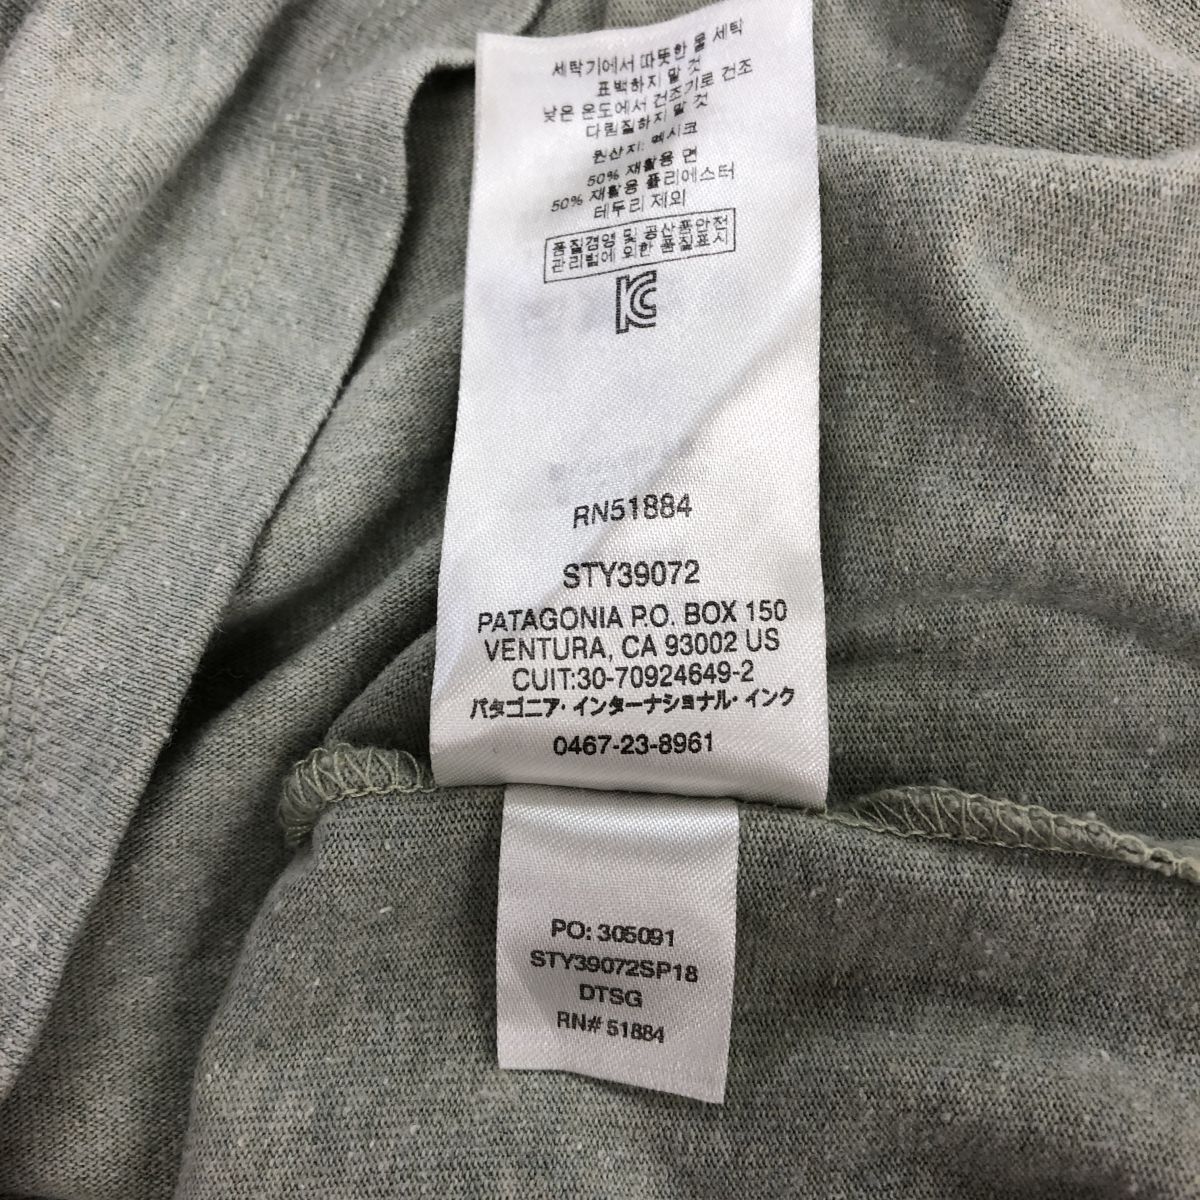 세탁기에서 따뜻한 물 세탁
표백하지 말 것
낮은 온도에서 건조기로 건조
다림질하지 말 것
원산지: 멕시코
50% 재활용 면
50% 재활용 폴리에스터
테두리 제외
품질경영 및 공산품안전
관리법에 의한 품질표시
KC
RN51884
STY39072
PATAGONIA P.O. BOX 150
VENTURA, CA 93002 US
CUIT:30-70924649-2
パタゴニア・インターナショナル・インク
0467-23-8961
PO: 305091
STY39072SP18
DTSG
RN# 51884